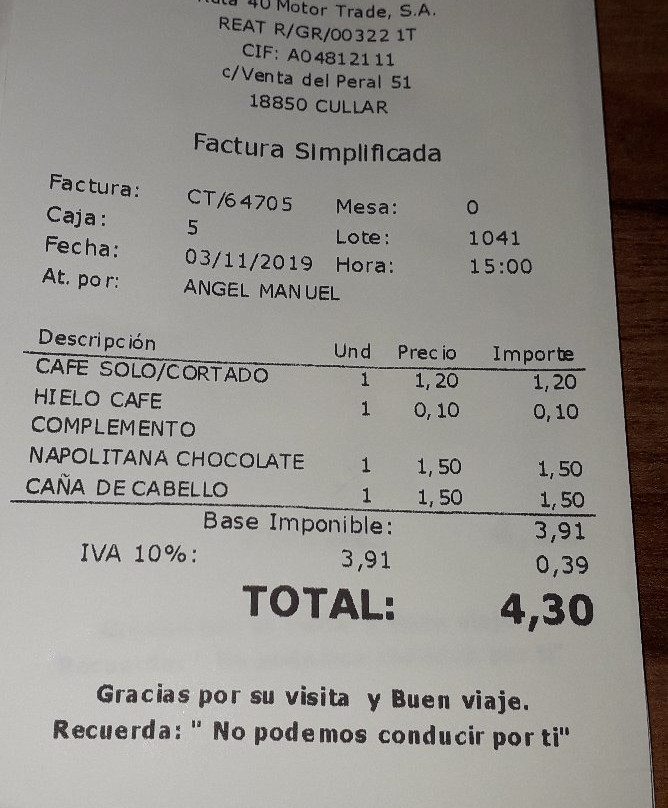 40 Motor Trade, S.A.
REAT R/GR/00322 1T
CIF: A04812111
c/Venta del Peral 51
18850 CULLAR
Factura Simplificada
Factura: CT/64705 Mesa: 0
Caja: 5 Lote: 1041
Fecha: 03/11/2019 Hora: 15:00
At. por: ANGEL MANUEL
Descripción Und Precio Importe
CAFE SOLO/CORTADO 1 1,20 1,20
HIELO CAFE 1 0,10 0,10
COMPLEMENTO
NAPOLITANA CHOCOLATE 1 1,50 1,50
CAÑA DE CABELLO 1 1,50 1,50
Base Imponible: 3,91
IVA 10%: 3,91 0,39
TOTAL: 4,30
Gracias por su visita y Buen viaje.
Recuerda: " No podemos conducir por ti"